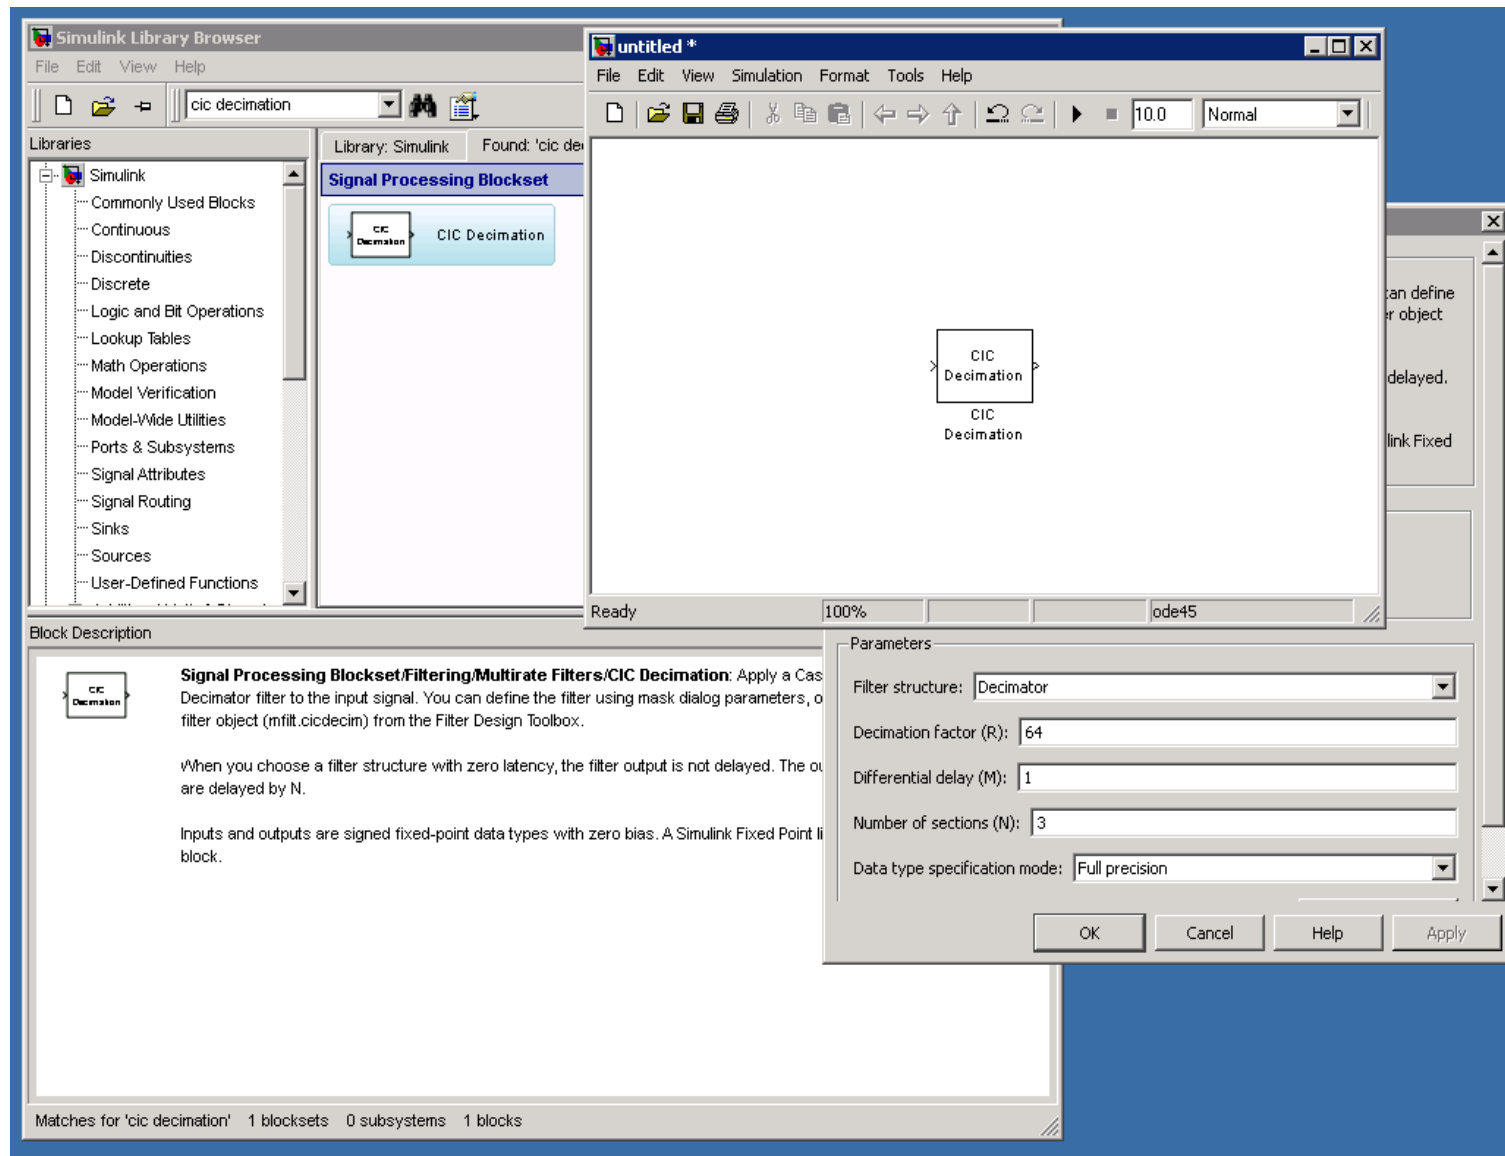 Simulink Library Browser
File Edit View Help
cic decimation
Libraries
Simulink
Commonly Used Blocks
Continuous
Discontinuities
Discrete
Logic and Bit Operations
Lookup Tables
Math Operations
Model Verification
Model-Wide Utilities
Ports & Subsystems
Signal Attributes
Signal Routing
Sinks
Sources
User-Defined Functions
Library: Simulink Found: 'cic de
Signal Processing Blockset
CIC Decimation CIC Decimation
untitled *
File Edit View Simulation Format Tools Help
10.0 Normal
CIC
Decimation
CIC
Decimation
Ready 100% ode45
can define
r object
delayed.
link Fixed
Block Description
CIC
Decimation
Signal Processing Blockset/Filtering/Multirate Filters/CIC Decimation: Apply a Cas
Decimator filter to the input signal. You can define the filter using mask dialog parameters, o
filter object (mfilt.cicdecim) from the Filter Design Toolbox.
When you choose a filter structure with zero latency, the filter output is not delayed. The ou
are delayed by N.
Inputs and outputs are signed fixed-point data types with zero bias. A Simulink Fixed Point li
block.
Parameters
Filter structure: Decimator
Decimation factor (R): 64
Differential delay (M): 1
Number of sections (N): 3
Data type specification mode: Full precision
OK Cancel Help Apply
Matches for 'cic decimation' 1 blocksets 0 subsystems 1 blocks